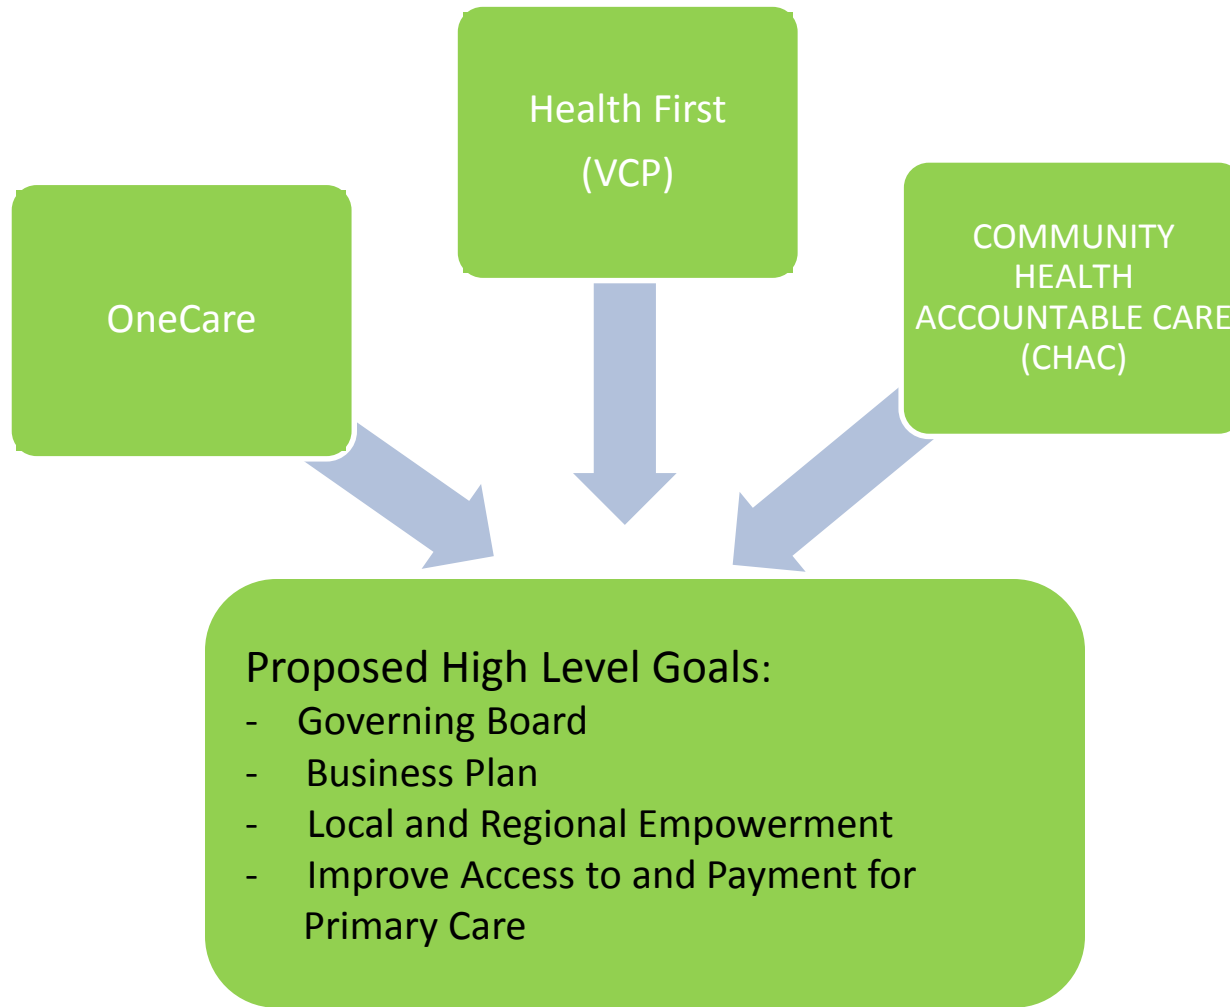 Health First
(VCP)
OneCare
COMMUNITY
HEALTH
ACCOUNTABLE CARE
(CHAC)
Proposed High Level Goals:
- Governing Board
- Business Plan
- Local and Regional Empowerment
- Improve Access to and Payment for
Primary Care